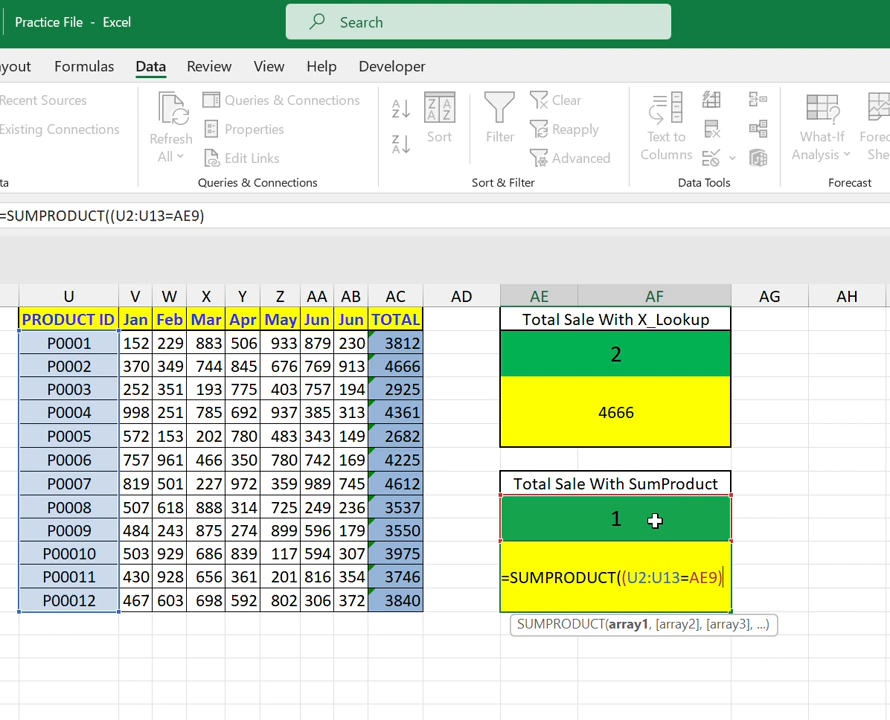 Practice File - Excel
Search
Formulas Data Review View Help Developer
Existing Connections
Recent Sources
Refresh All
Queries & Connections
Properties
Edit Links
Queries & Connections
Sort
Filter
Clear
Reapply
Advanced
Sort & Filter
Text to Columns
Data Tools
What-If Analysis
Forecast
=SUMPRODUCT((U2:U13=AE9)
U V W X Y Z AA AB AC AD AE AF AG AH
PRODUCT ID Jan Feb Mar Apr May Jun Jun TOTAL
P0001 152 229 883 506 933 879 230 3812
P0002 370 349 744 845 676 769 913 4666
P0003 252 351 193 775 403 757 194 2925
P0004 998 251 785 692 937 385 313 4361
P0005 572 153 202 780 483 343 149 2682
P0006 757 961 466 350 780 742 169 4225
P0007 819 501 227 972 359 989 745 4612
P0008 507 618 888 314 725 249 236 3537
P0009 484 243 875 274 899 596 179 3550
P00010 503 929 686 839 117 594 307 3975
P00011 430 928 656 361 201 816 354 3746
P00012 467 603 698 592 802 306 372 3840
Total Sale With X_Lookup
2
4666
Total Sale With SumProduct
1
=SUMPRODUCT((U2:U13=AE9)
SUMPRODUCT(array1, [array2], [array3], ...)